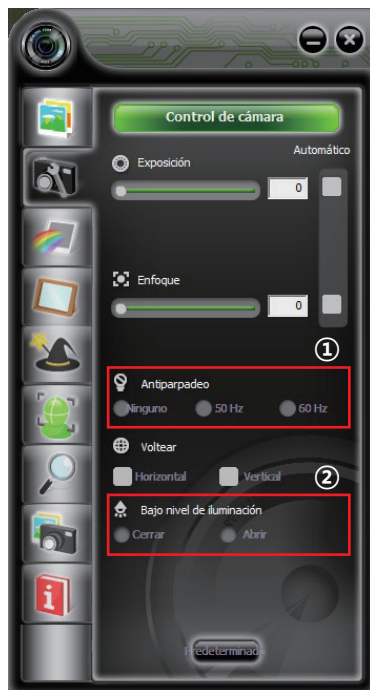 Control de cámara
Automático
Exposición
0
Enfoque
0
①
Antiparpadeo
Ninguno 50 Hz 60 Hz
Voltear
Horizontal Vertical
②
Bajo nivel de iluminación
Cerrar Abrir
Predeterminado